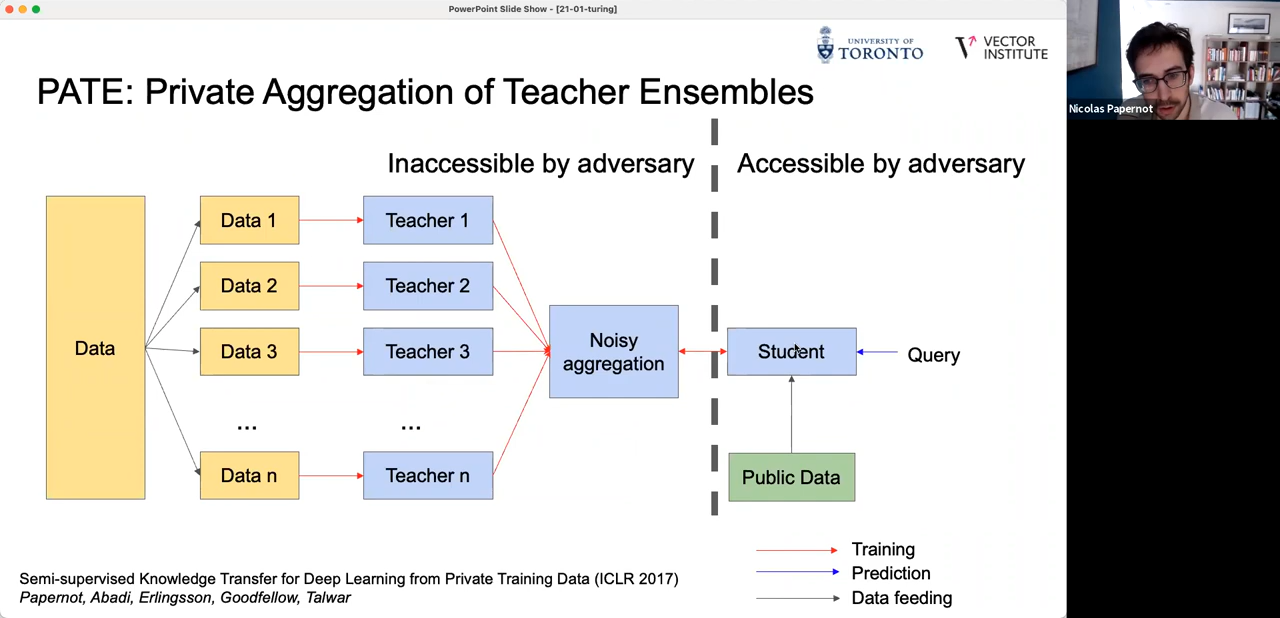 PowerPoint Slide Show - [21-01-turing]
UNIVERSITY OF
TORONTO
VECTOR
INSTITUTE
Nicolas Papernot
PATE: Private Aggregation of Teacher Ensembles
Inaccessible by adversary
Accessible by adversary
Data
Data 1
Teacher 1
Data 2
Teacher 2
Data 3
Teacher 3
...
...
Data n
Teacher n
Noisy
aggregation
Student
Query
Public Data
Training
Prediction
Data feeding
Semi-supervised Knowledge Transfer for Deep Learning from Private Training Data (ICLR 2017)
Papernot, Abadi, Erlingsson, Goodfellow, Talwar